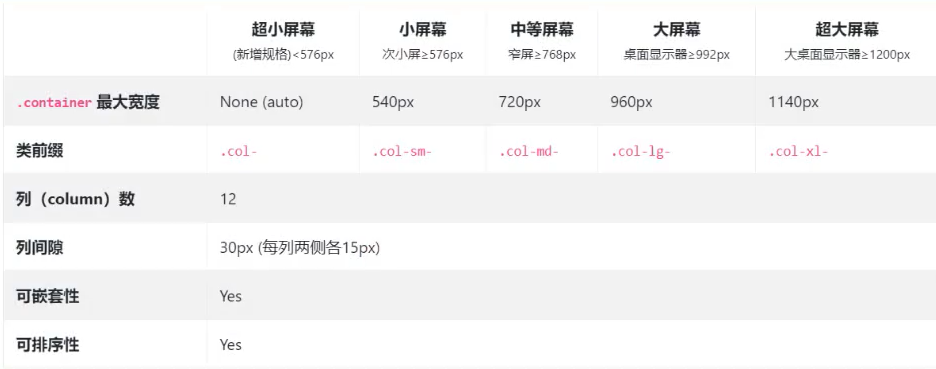 超小屏幕 小屏幕 中等屏幕 大屏幕 超大屏幕
(新增规格)<576px 次小屏≥576px 窄屏≥768px 桌面显示器≥992px 大桌面显示器≥1200px
.container 最大宽度 None (auto) 540px 720px 960px 1140px
类前缀 .col- .col-sm- .col-md- .col-lg- .col-xl-
列（column）数 12
列间隙 30px (每列两侧各15px)
可嵌套性 Yes
可排序性 Yes